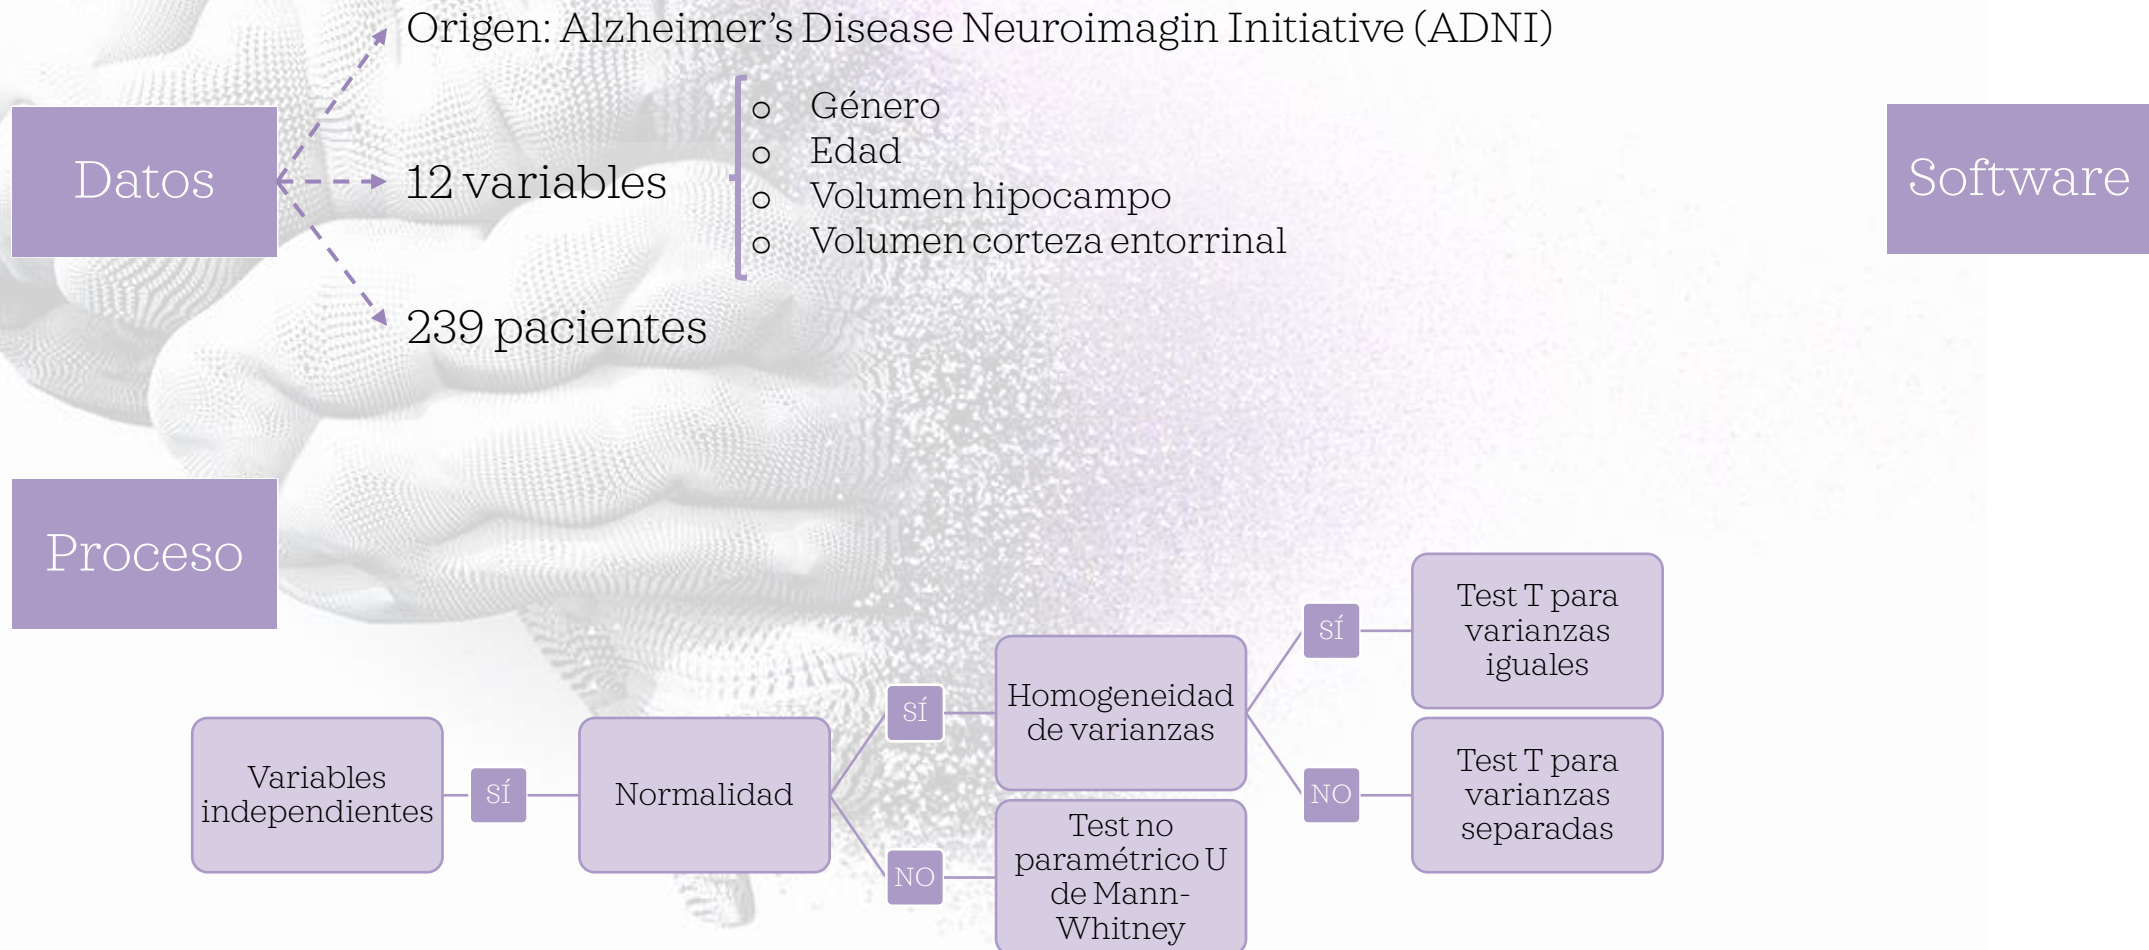 Origen: Alzheimer’s Disease Neuroimagin Initiative (ADNI)
Datos
12 variables
o Género
o Edad
o Volumen hipocampo
o Volumen corteza entorrinal
239 pacientes
Software
Proceso
Variables
independientes
SÍ
Normalidad
SÍ
Homogeneidad
de varianzas
SÍ
Test T para
varianzas
iguales
NO
Test T para
varianzas
separadas
NO
Test no
paramétrico U
de Mann-
Whitney